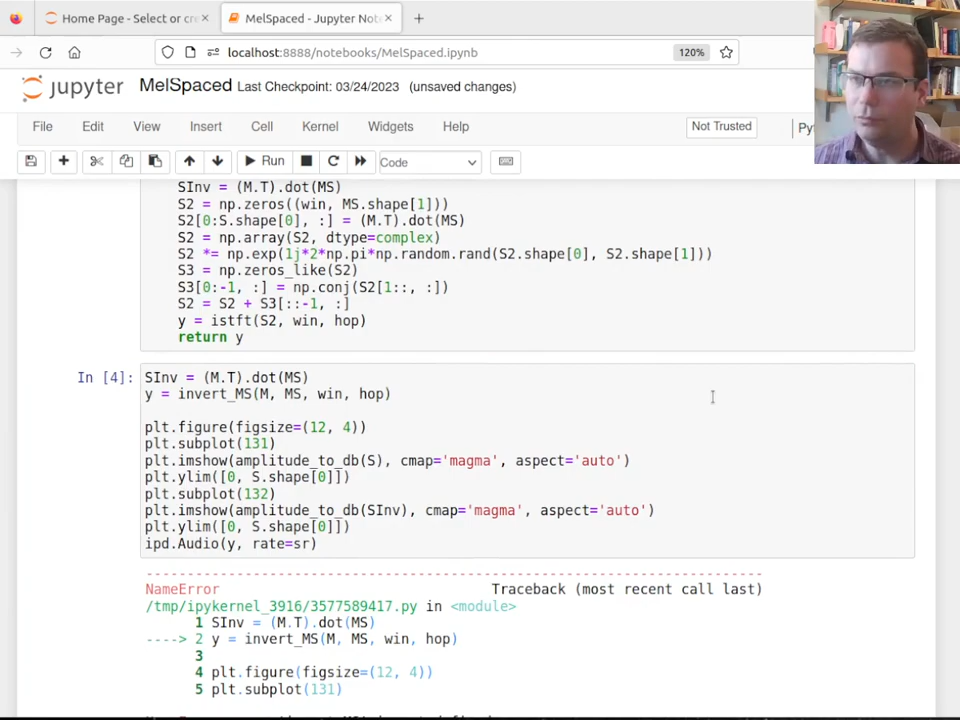 Home Page - Select or cre
MelSpaced - Jupyter Not
localhost:8888/notebooks/MelSpaced.ipynb
120%
jupyter MelSpaced Last Checkpoint: 03/24/2023 (unsaved changes)
File Edit View Insert Cell Kernel Widgets Help Not Trusted
Run Code
SInv = (M.T).dot(MS)
S2 = np.zeros((win, MS.shape[1]))
S2[0:S.shape[0], :] = (M.T).dot(MS)
S2 = np.array(S2, dtype=complex)
S2 *= np.exp(1j*2*np.pi*np.random.rand(S2.shape[0], S2.shape[1]))
S3 = np.zeros_like(S2)
S3[0:-1, :] = np.conj(S2[1::, :])
S2 = S2 + S3[::-1, :]
y = istft(S2, win, hop)
return y
In [4]: SInv = (M.T).dot(MS)
y = invert_MS(M, MS, win, hop)
plt.figure(figsize=(12, 4))
plt.subplot(131)
plt.imshow(amplitude_to_db(S), cmap='magma', aspect='auto')
plt.ylim([0, S.shape[0]])
plt.subplot(132)
plt.imshow(amplitude_to_db(SInv), cmap='magma', aspect='auto')
plt.ylim([0, S.shape[0]])
ipd.Audio(y, rate=sr)
NameError Traceback (most recent call last)
/tmp/ipykernel_3916/3577589417.py in <module>
1 SInv = (M.T).dot(MS)
----> 2 y = invert_MS(M, MS, win, hop)
3
4 plt.figure(figsize=(12, 4))
5 plt.subplot(131)